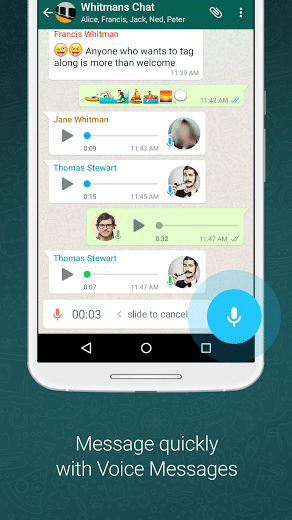 Whitmans Chat
Alice, Francis, Jack, Ned, Peter
Francis Whitman
😜😝 Anyone who wants to tag
along is more than welcome
11:39 AM
11:42 AM
Jane Whitman
0:09 11:43 AM
Thomas Stewart
0:15 11:45 AM
0:32 11:47 AM
Thomas Stewart
0:07 11:47 AM
00:03 < slide to cancel
Message quickly
with Voice Messages